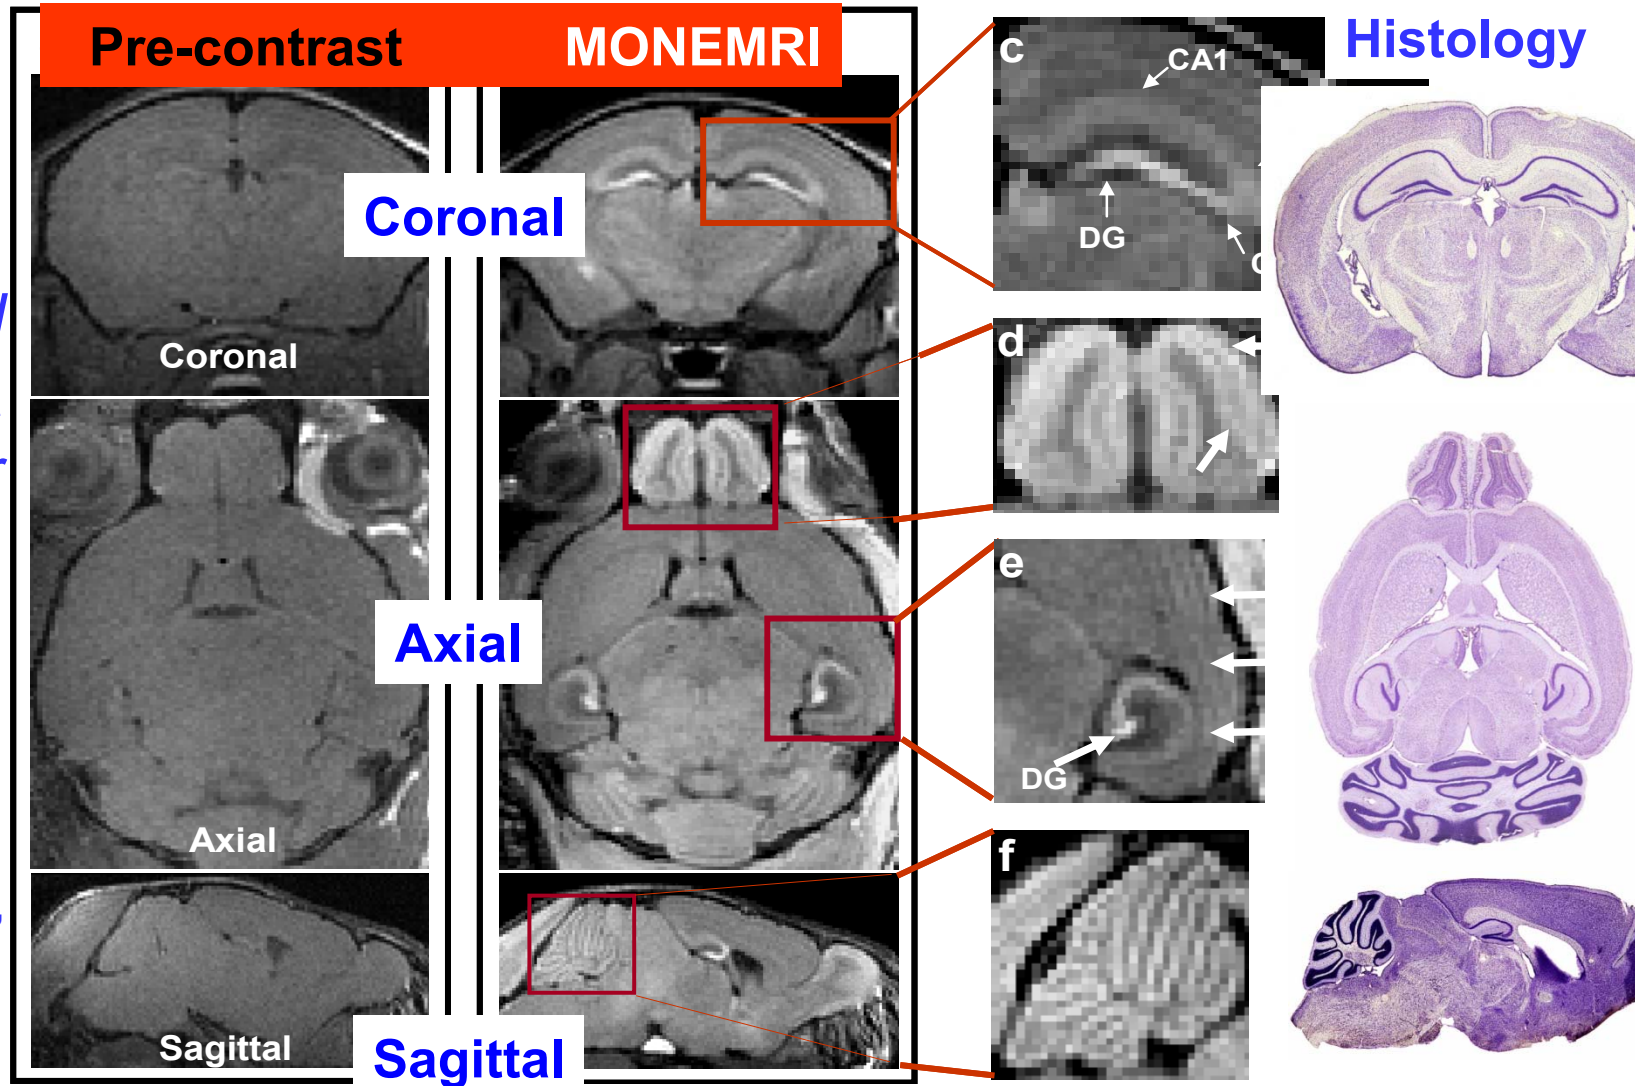 Pre-contrast
MONEMRI
Histology
c
CA1
DG
Coronal
Coronal
d
Axial
e
DG
Axial
f
Sagittal
Sagittal